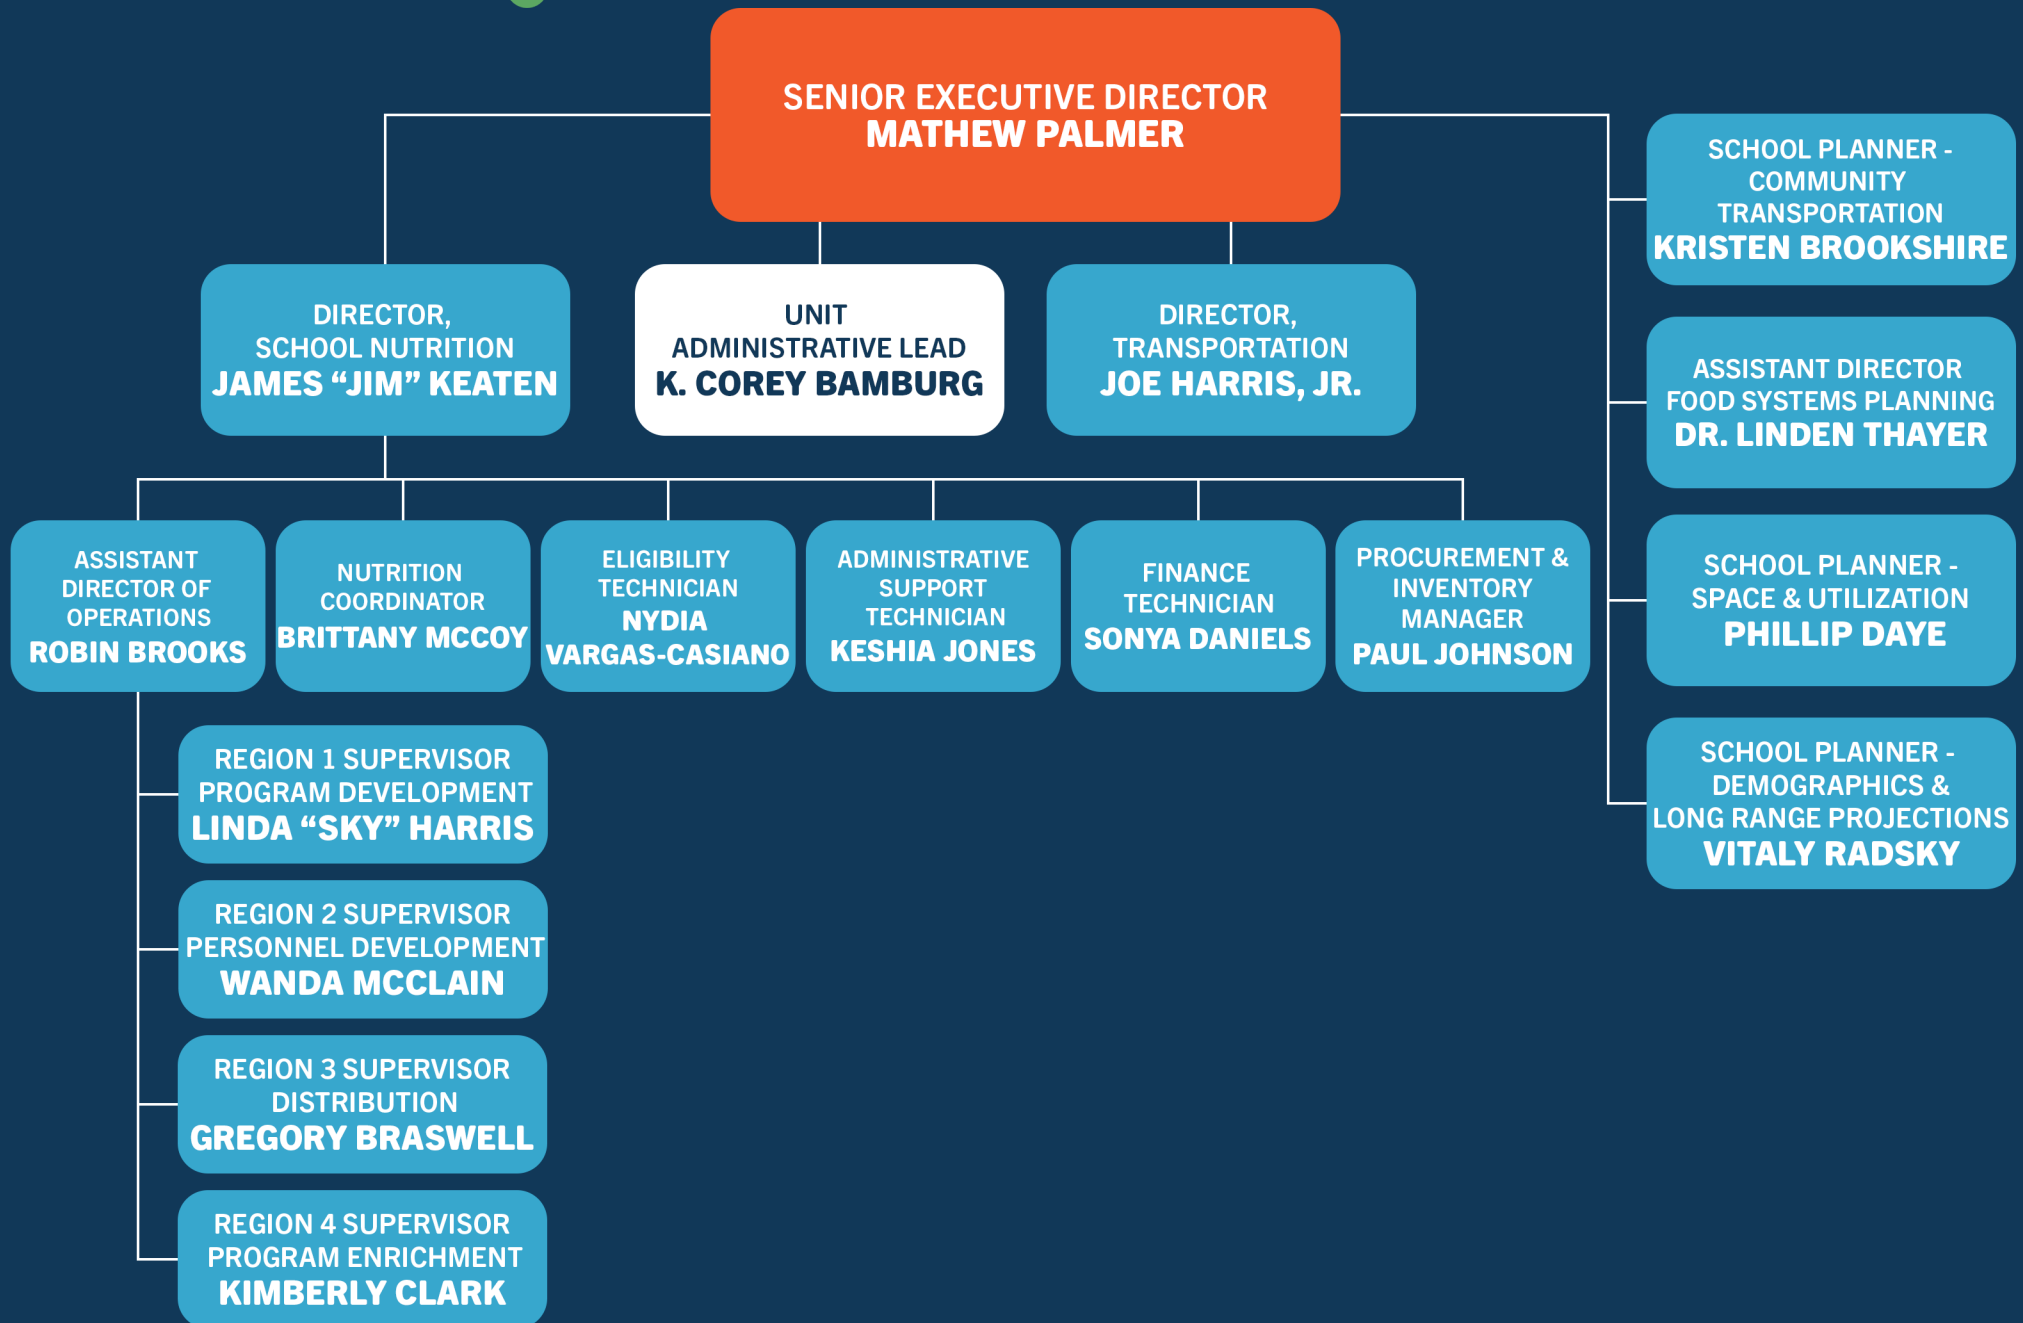 SENIOR EXECUTIVE DIRECTOR
MATHEW PALMER
DIRECTOR,
SCHOOL NUTRITION
JAMES “JIM” KEATEN
UNIT
ADMINISTRATIVE LEAD
K. COREY BAMBURG
DIRECTOR,
TRANSPORTATION
JOE HARRIS, JR.
SCHOOL PLANNER -
COMMUNITY
TRANSPORTATION
KRISTEN BROOKSHIRE
ASSISTANT DIRECTOR
FOOD SYSTEMS PLANNING
DR. LINDEN THAYER
SCHOOL PLANNER -
SPACE & UTILIZATION
PHILLIP DAYE
SCHOOL PLANNER -
DEMOGRAPHICS &
LONG RANGE PROJECTIONS
VITALY RADSKY
ASSISTANT
DIRECTOR OF
OPERATIONS
ROBIN BROOKS
NUTRITION
COORDINATOR
BRITTANY MCCOY
ELIGIBILITY
TECHNICIAN
NYDIA
VARGAS-CASIANO
ADMINISTRATIVE
SUPPORT
TECHNICIAN
KESHIA JONES
FINANCE
TECHNICIAN
SONYA DANIELS
PROCUREMENT &
INVENTORY
MANAGER
PAUL JOHNSON
REGION 1 SUPERVISOR
PROGRAM DEVELOPMENT
LINDA “SKY” HARRIS
REGION 2 SUPERVISOR
PERSONNEL DEVELOPMENT
WANDA MCCLAIN
REGION 3 SUPERVISOR
DISTRIBUTION
GREGORY BRASWELL
REGION 4 SUPERVISOR
PROGRAM ENRICHMENT
KIMBERLY CLARK